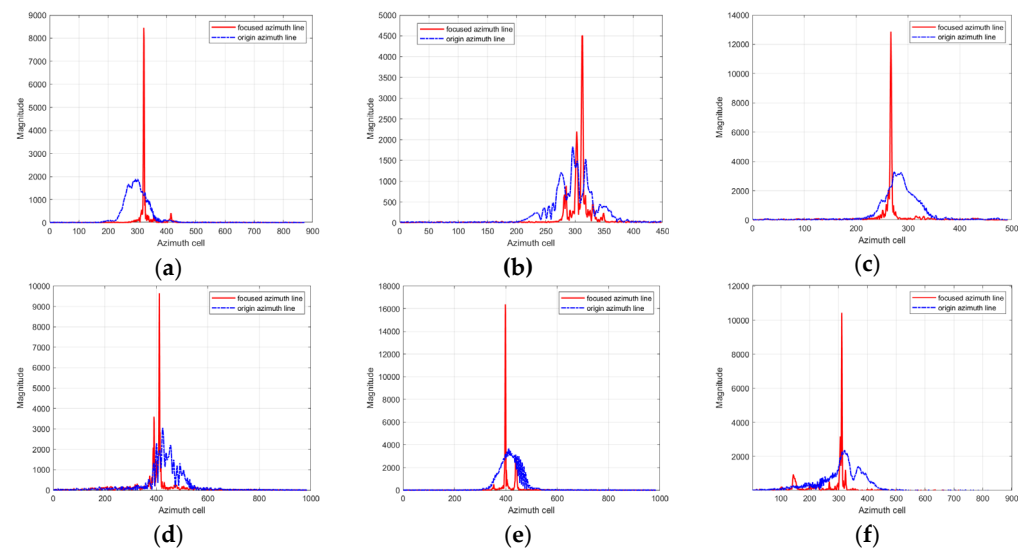 9000
8000
7000
6000
5000
4000
3000
2000
1000
0
Magnitude
focused azimuth line
origin azimuth line
0 100 200 300 400 500 600 700 800 900
Azimuth cell
(a)
5000
4500
4000
3500
3000
2500
2000
1500
1000
500
0
Magnitude
focused azimuth line
origin azimuth line
0 50 100 150 200 250 300 350 400 450
Azimuth cell
(b)
14000
12000
10000
8000
6000
4000
2000
0
Magnitude
focused azimuth line
origin azimuth line
0 100 200 300 400 500
Azimuth cell
(c)
10000
9000
8000
7000
6000
5000
4000
3000
2000
1000
0
Magnitude
focused azimuth line
origin azimuth line
0 200 400 600 800 1000
Azimuth cell
(d)
18000
16000
14000
12000
10000
8000
6000
4000
2000
0
Magnitude
focused azimuth line
origin azimuth line
200 400 600 800 1000
Azimuth cell
(e)
12000
10000
8000
6000
4000
2000
Magnitude
focused azimuth line
origin azimuth line
100 200 300 400 500 600 700 800 900
Azimuth cell
(f)